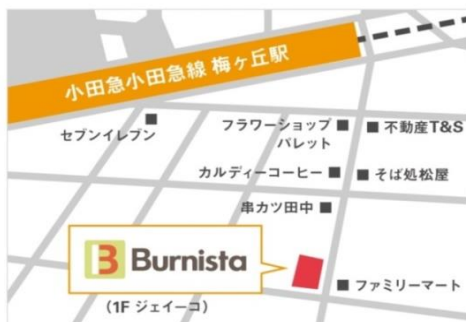 小田急小田急線 梅ヶ丘駅
セブンイレブン
フラワーショップ
パレット
不動産T&S
カルディーコーヒー
そば処松屋
串カツ田中
B Burnista
(1F ジェイーコ)
ファミリーマート